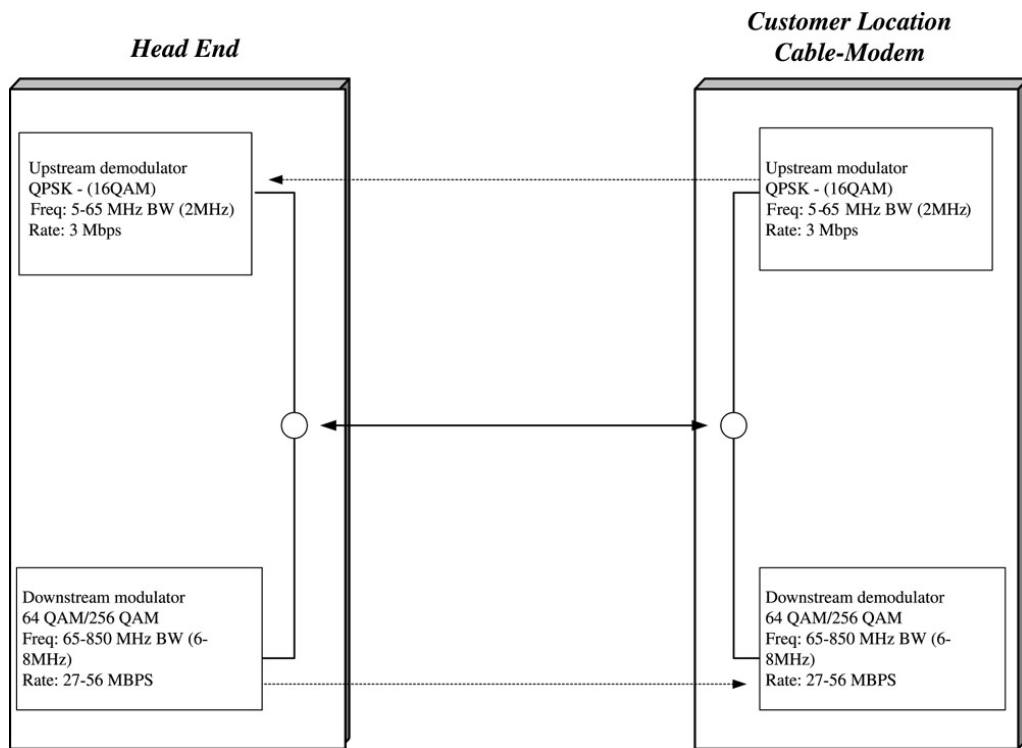 Head End
Customer Location
Cable-Modem
Upstream demodulator
QPSK - (16QAM)
Freq: 5-65 MHz BW (2MHz)
Rate: 3 Mbps
Upstream modulator
QPSK - (16QAM)
Freq: 5-65 MHz BW (2MHz)
Rate: 3 Mbps
Downstream modulator
64 QAM/256 QAM
Freq: 65-850 MHz BW (6-
8MHz)
Rate: 27-56 MBPS
Downstream demodulator
64 QAM/256 QAM
Freq: 65-850 MHz BW (6-
8MHz)
Rate: 27-56 MBPS